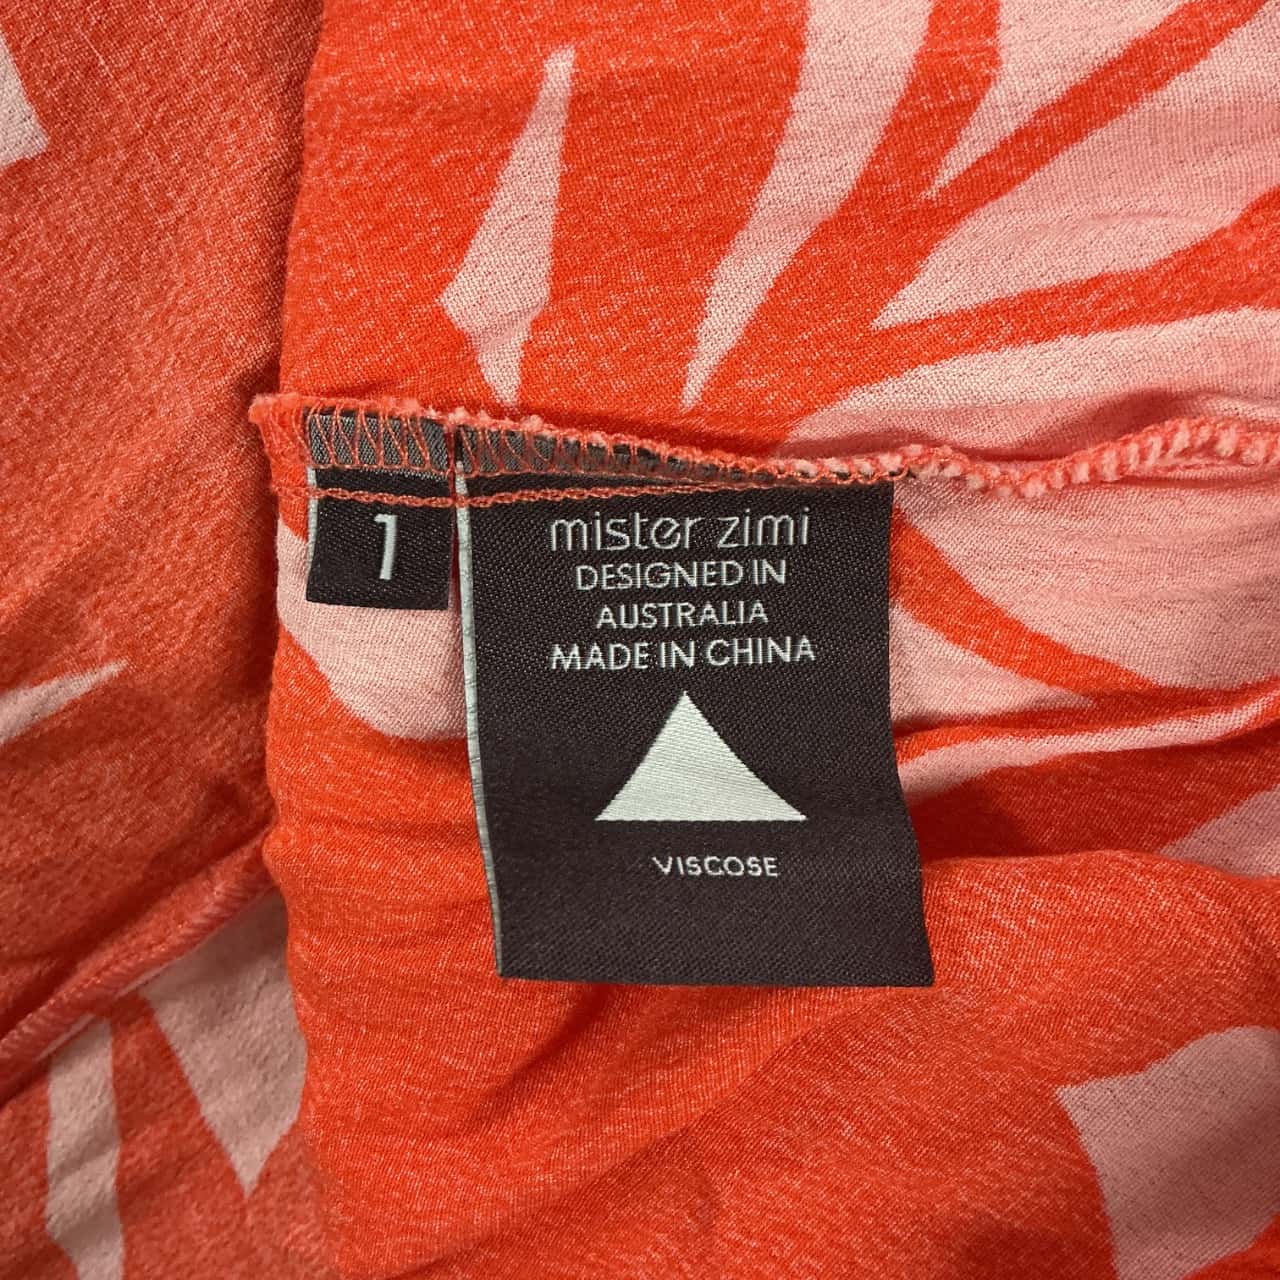 1
mister zimi
DESIGNED IN
AUSTRALIA
MADE IN CHINA
VISCOSE